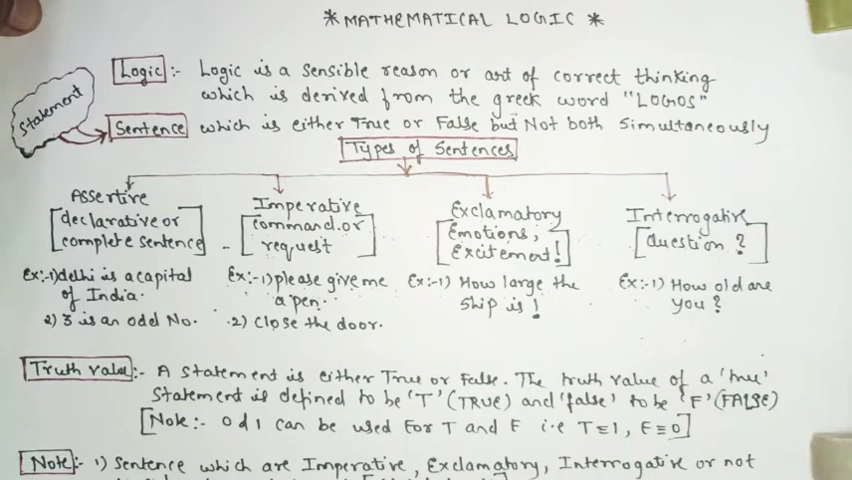 *MATHEMATICAL LOGIC *
Logic :- Logic is a sensible reason or art of correct thinking
which is derived from the greek word "LOGOS"
Statement
Sentence which is either True or False but Not both simultaneously
Types of Sentences
Assertive
[declarative or
complete sentence]
Ex:-1) delhi is a capital
of India.
2) 3 is an odd No.
Imperative
[command or
request]
Ex:-1) please give me
a pen.
2) Close the door.
Exclamatory
[Emotions,
Excitement!]
Ex:-1) How large the
ship is!
Interrogative
[Question?]
Ex:-1) How old are
you?
Truth value :- A statement is either True or False. The truth value of a 'true'
Statement is defined to be 'T' (TRUE) and 'false' to be 'F' (FALSE)
[Note:- 0 d 1 can be used for T and F i.e T≡1, F≡0]
Note:- 1) Sentence which are Imperative, Exclamatory, Interrogative or not